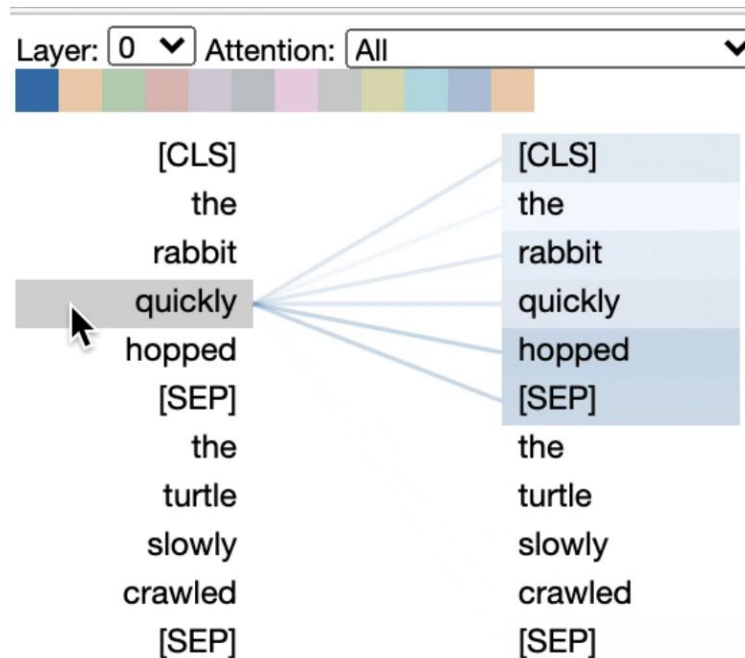 Layer: 0 Attention: All
[CLS] [CLS]
the the
rabbit rabbit
quickly quickly
hopped hopped
[SEP] [SEP]
the the
turtle turtle
slowly slowly
crawled crawled
[SEP] [SEP]